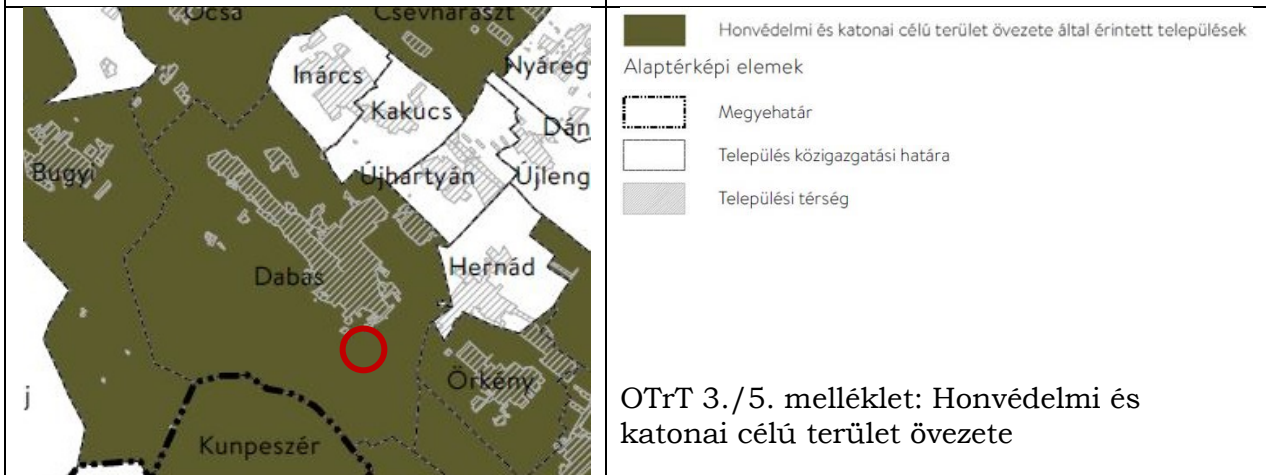 Ócsa
Csévharaszt
Inárcs
Nyáreg
Kakucs
Dán
Bugyi
Újhartyán
Újleng
Dabas
Hernád
Örkény
j
Kunpeszér
Honvédelmi és katonai célú terület övezete által érintett települések
Alaptérképi elemek
Megyehatár
Település közigazgatási határa
Települési térség
OTrT 3./5. melléklet: Honvédelmi és
katonai célú terület övezete